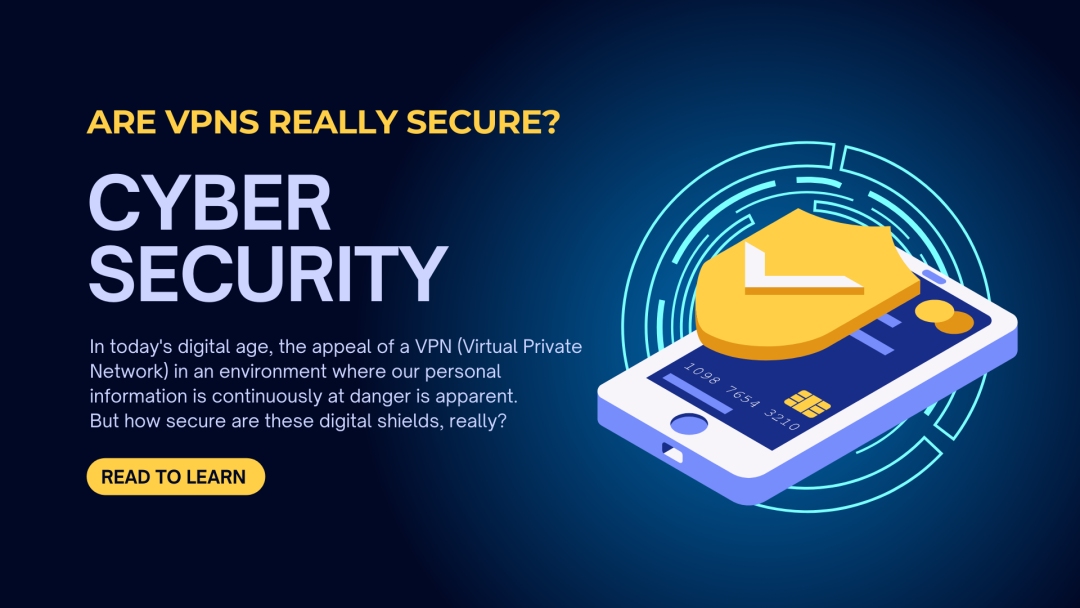 ARE VPNS REALLY SECURE?
CYBER
SECURITY
In today's digital age, the appeal of a VPN (Virtual Private
Network) in an environment where our personal
information is continuously at danger is apparent.
But how secure are these digital shields, really?
READ TO LEARN
1098 7654 3210